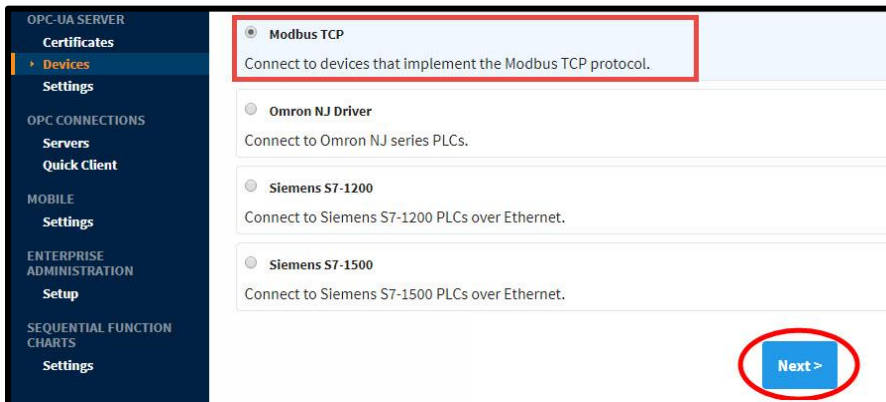 OPC-UA SERVER
Certificates
Devices
Settings
OPC CONNECTIONS
Servers
Quick Client
MOBILE
Settings
ENTERPRISE
ADMINISTRATION
Setup
SEQUENTIAL FUNCTION
CHARTS
Settings
Modbus TCP
Connect to devices that implement the Modbus TCP protocol.
Omron NJ Driver
Connect to Omron NJ series PLCs.
Siemens S7-1200
Connect to Siemens S7-1200 PLCs over Ethernet.
Siemens S7-1500
Connect to Siemens S7-1500 PLCs over Ethernet.
Next >